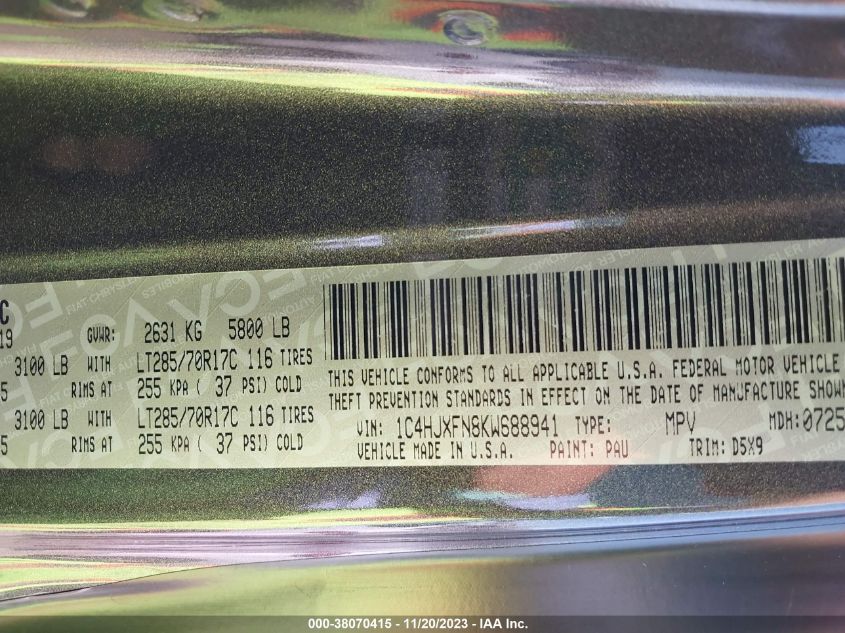 C
19 GVWR: 2631 KG 5800 LB
3100 LB WITH LT285/70R17C 116 TIRES
5 RIMS AT 255 KPA ( 37 PSI) COLD
3100 LB WITH LT285/70R17C 116 TIRES
5 RIMS AT 255 KPA ( 37 PSI) COLD
THIS VEHICLE CONFORMS TO ALL APPLICABLE U.S.A. FEDERAL MOTOR VEHICLE
THEFT PREVENTION STANDARDS IN EFFECT ON THE DATE OF MANUFACTURE SHOWN
VIN: 1C4HJXFN8KW688941 TYPE: MPV MDH:0725
VEHICLE MADE IN U.S.A. PAINT: PAU TRIM: D5X9
000-38070415 - 11/20/2023 - IAA Inc.